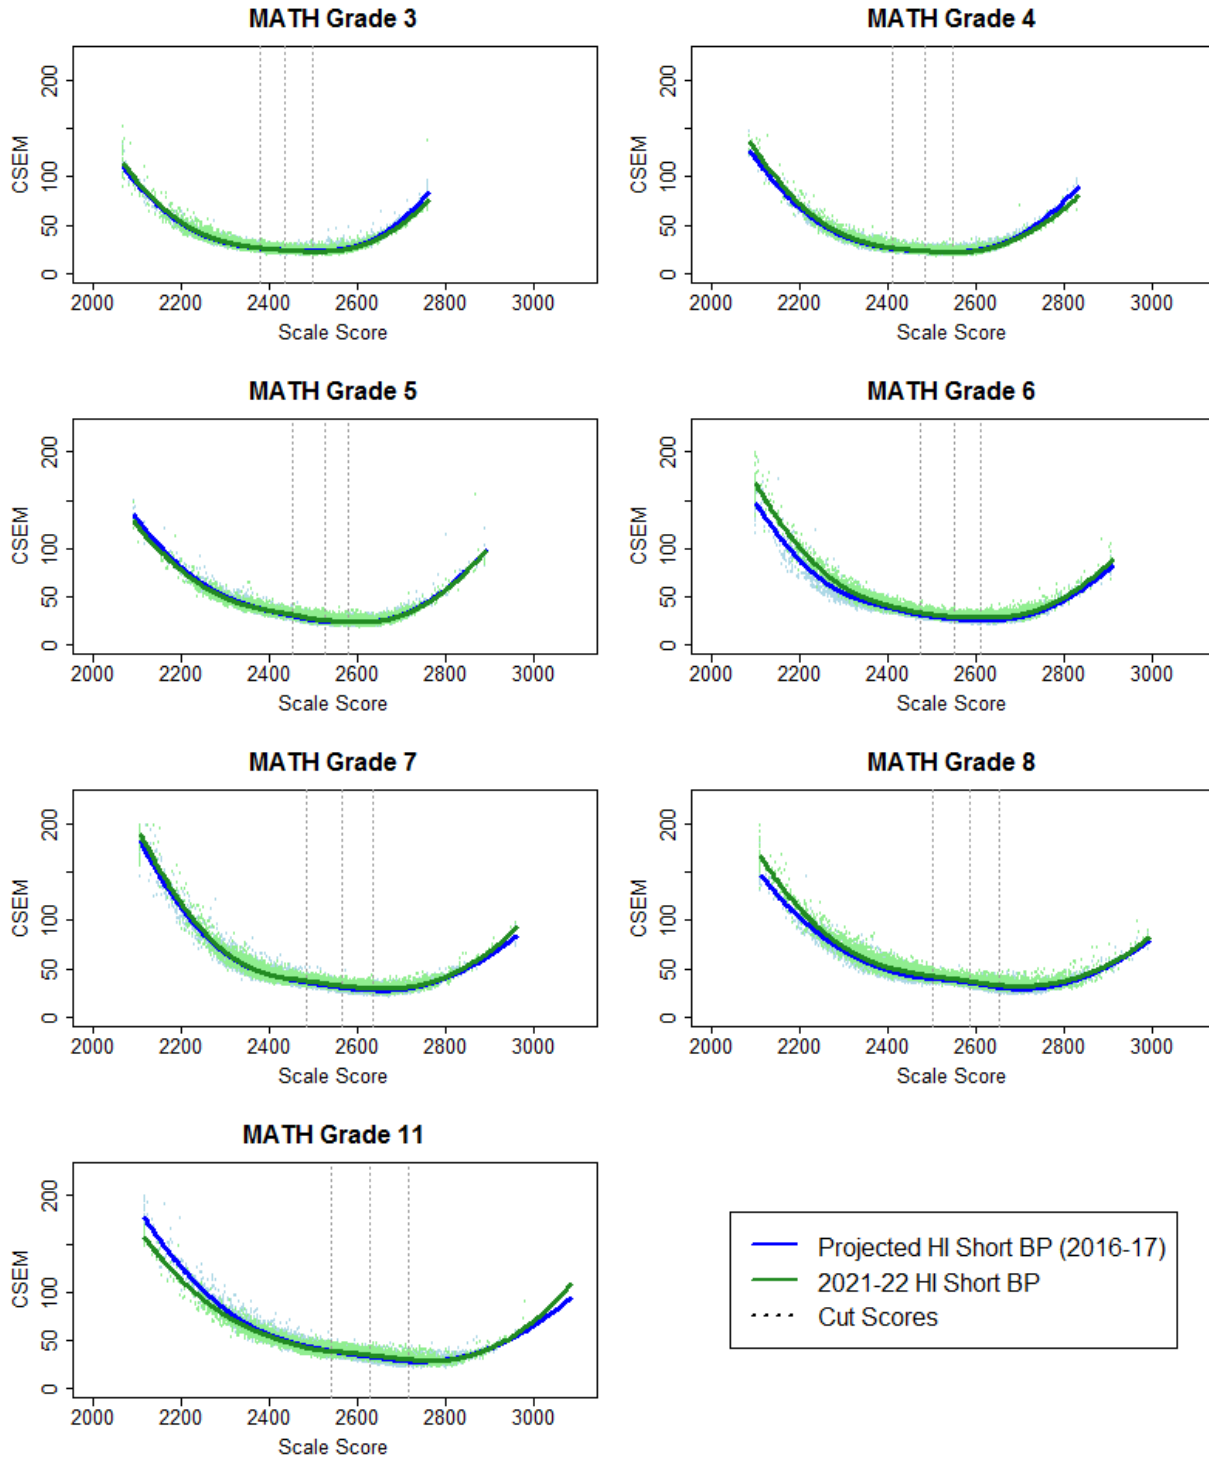 MATH Grade 3
MATH Grade 4
CSEM
0 50 100 200
2000 2200 2400 2600 2800 3000
Scale Score
CSEM
0 50 100 200
2000 2200 2400 2600 2800 3000
Scale Score
MATH Grade 5
MATH Grade 6
CSEM
0 50 100 200
2000 2200 2400 2600 2800 3000
Scale Score
CSEM
0 50 100 200
2000 2200 2400 2600 2800 3000
Scale Score
MATH Grade 7
MATH Grade 8
CSEM
0 50 100 200
2000 2200 2400 2600 2800 3000
Scale Score
CSEM
0 50 100 200
2000 2200 2400 2600 2800 3000
Scale Score
MATH Grade 11
CSEM
0 50 100 200
2000 2200 2400 2600 2800 3000
Scale Score
Projected HI Short BP (2016-17)
2021-22 HI Short BP
Cut Scores